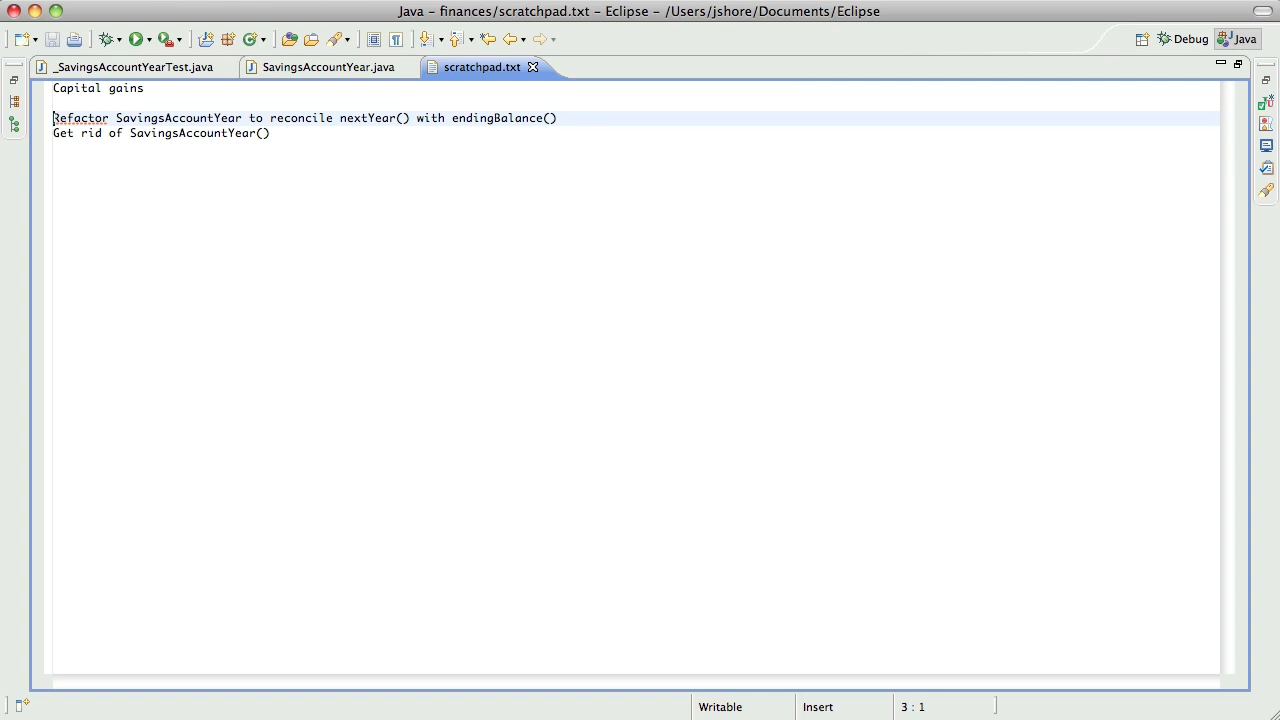 Java – finances/scratchpad.txt – Eclipse – /Users/jshore/Documents/Eclipse
Debug
Java
_SavingsAccountYearTest.java
SavingsAccountYear.java
scratchpad.txt
Capital gains
Refactor SavingsAccountYear to reconcile nextYear() with endingBalance()
Get rid of SavingsAccountYear()
Writable
Insert
3 : 1